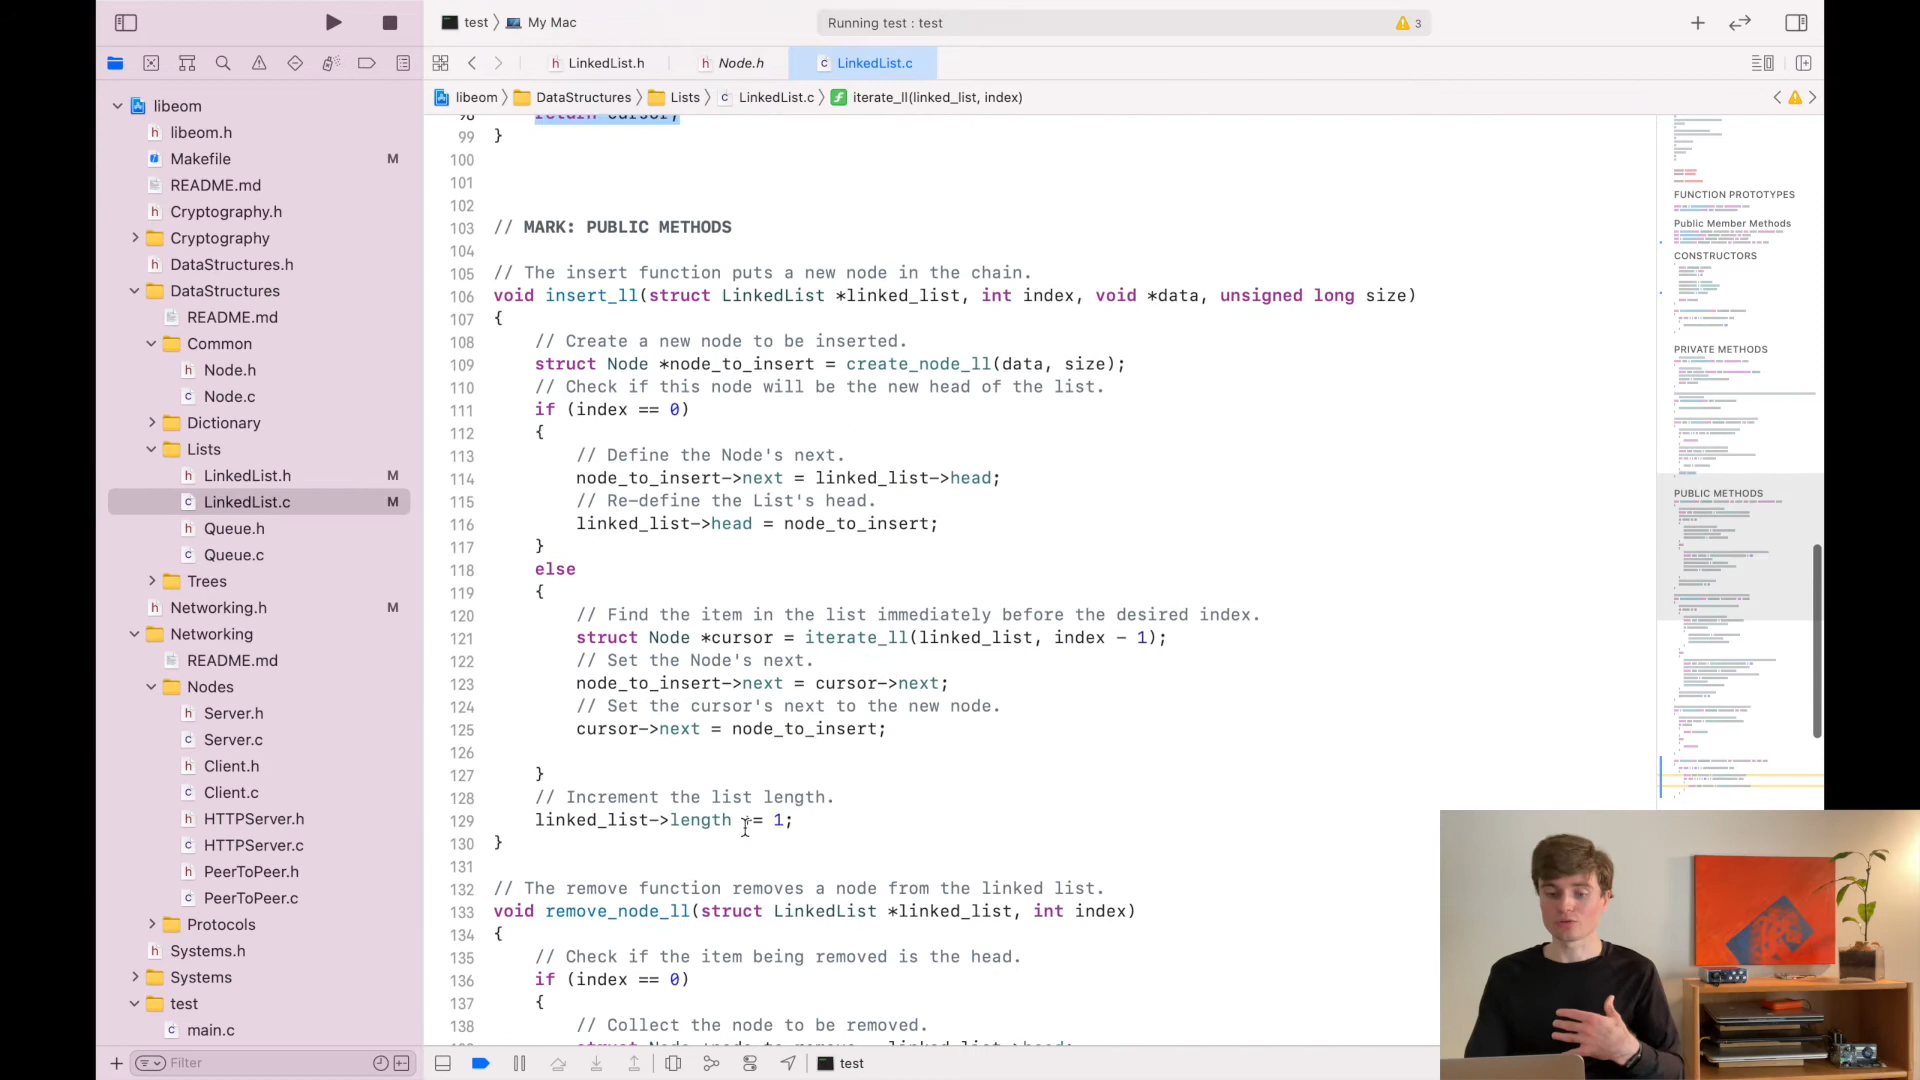 test
My Mac
Running test : test
3
LinkedList.h
Node.h
LinkedList.c
libeom
DataStructures
Lists
LinkedList.c
iterate_ll(linked_list, index)
libeom
libeom.h
Makefile M
README.md
Cryptography.h
Cryptography
DataStructures.h
DataStructures
README.md
Common
Node.h
Node.c
Dictionary
Lists
LinkedList.h M
LinkedList.c M
Queue.h
Queue.c
Trees
Networking.h M
Networking
README.md
Nodes
Server.h
Server.c
Client.h
Client.c
HTTPServer.h
HTTPServer.c
PeerToPeer.h
PeerToPeer.c
Protocols
Systems.h
Systems
test
main.c
Filter
98 return cursor;
99 }
100
101
102
103 // MARK: PUBLIC METHODS
104
105 // The insert function puts a new node in the chain.
106 void insert_ll(struct LinkedList *linked_list, int index, void *data, unsigned long size)
107 {
108 // Create a new node to be inserted.
109 struct Node *node_to_insert = create_node_ll(data, size);
110 // Check if this node will be the new head of the list.
111 if (index == 0)
112 {
113 // Define the Node's next.
114 node_to_insert->next = linked_list->head;
115 // Re-define the List's head.
116 linked_list->head = node_to_insert;
117 }
118 else
119 {
120 // Find the item in the list immediately before the desired index.
121 struct Node *cursor = iterate_ll(linked_list, index - 1);
122 // Set the Node's next.
123 node_to_insert->next = cursor->next;
124 // Set the cursor's next to the new node.
125 cursor->next = node_to_insert;
126
127 }
128 // Increment the list length.
129 linked_list->length += 1;
130 }
131
132 // The remove function removes a node from the linked list.
133 void remove_node_ll(struct LinkedList *linked_list, int index)
134 {
135 // Check if the item being removed is the head.
136 if (index == 0)
137 {
138 // Collect the node to be removed.
FUNCTION PROTOTYPES
Public Member Methods
CONSTRUCTORS
PRIVATE METHODS
PUBLIC METHODS
test